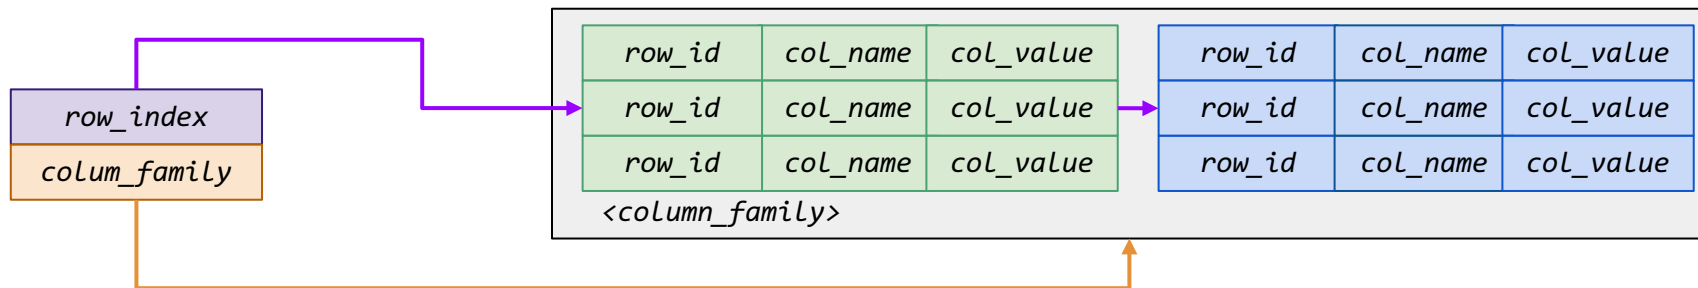 row_id col_name col_value row_id col_name col_value
row_index row_id col_name col_value row_id col_name col_value
colum_family row_id col_name col_value row_id col_name col_value
<column_family>